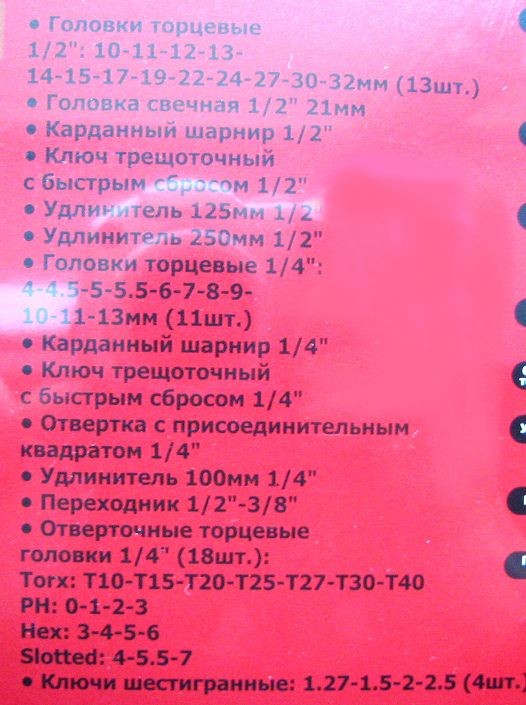 ● Головки торцевые
1/2": 10-11-12-13-
14-15-17-19-22-24-27-30-32мм (13шт.)
● Головка свечная 1/2" 21мм
● Карданный шарнир 1/2"
● Ключ трещоточный
с быстрым сбросом 1/2"
● Удлинитель 125мм 1/2"
● Удлинитель 250мм 1/2"
● Головки торцевые 1/4":
4-4.5-5-5.5-6-7-8-9-
10-11-13мм (11шт.)
● Карданный шарнир 1/4"
● Ключ трещоточный
с быстрым сбросом 1/4"
● Отвертка с присоединительным
квадратом 1/4"
● Удлинитель 100мм 1/4"
● Переходник 1/2"-3/8"
● Отверточные торцевые
головки 1/4" (18шт.):
Torx: T10-T15-T20-T25-T27-T30-T40
PH: 0-1-2-3
Hex: 3-4-5-6
Slotted: 4-5.5-7
● Ключи шестигранные: 1.27-1.5-2-2.5 (4шт.)